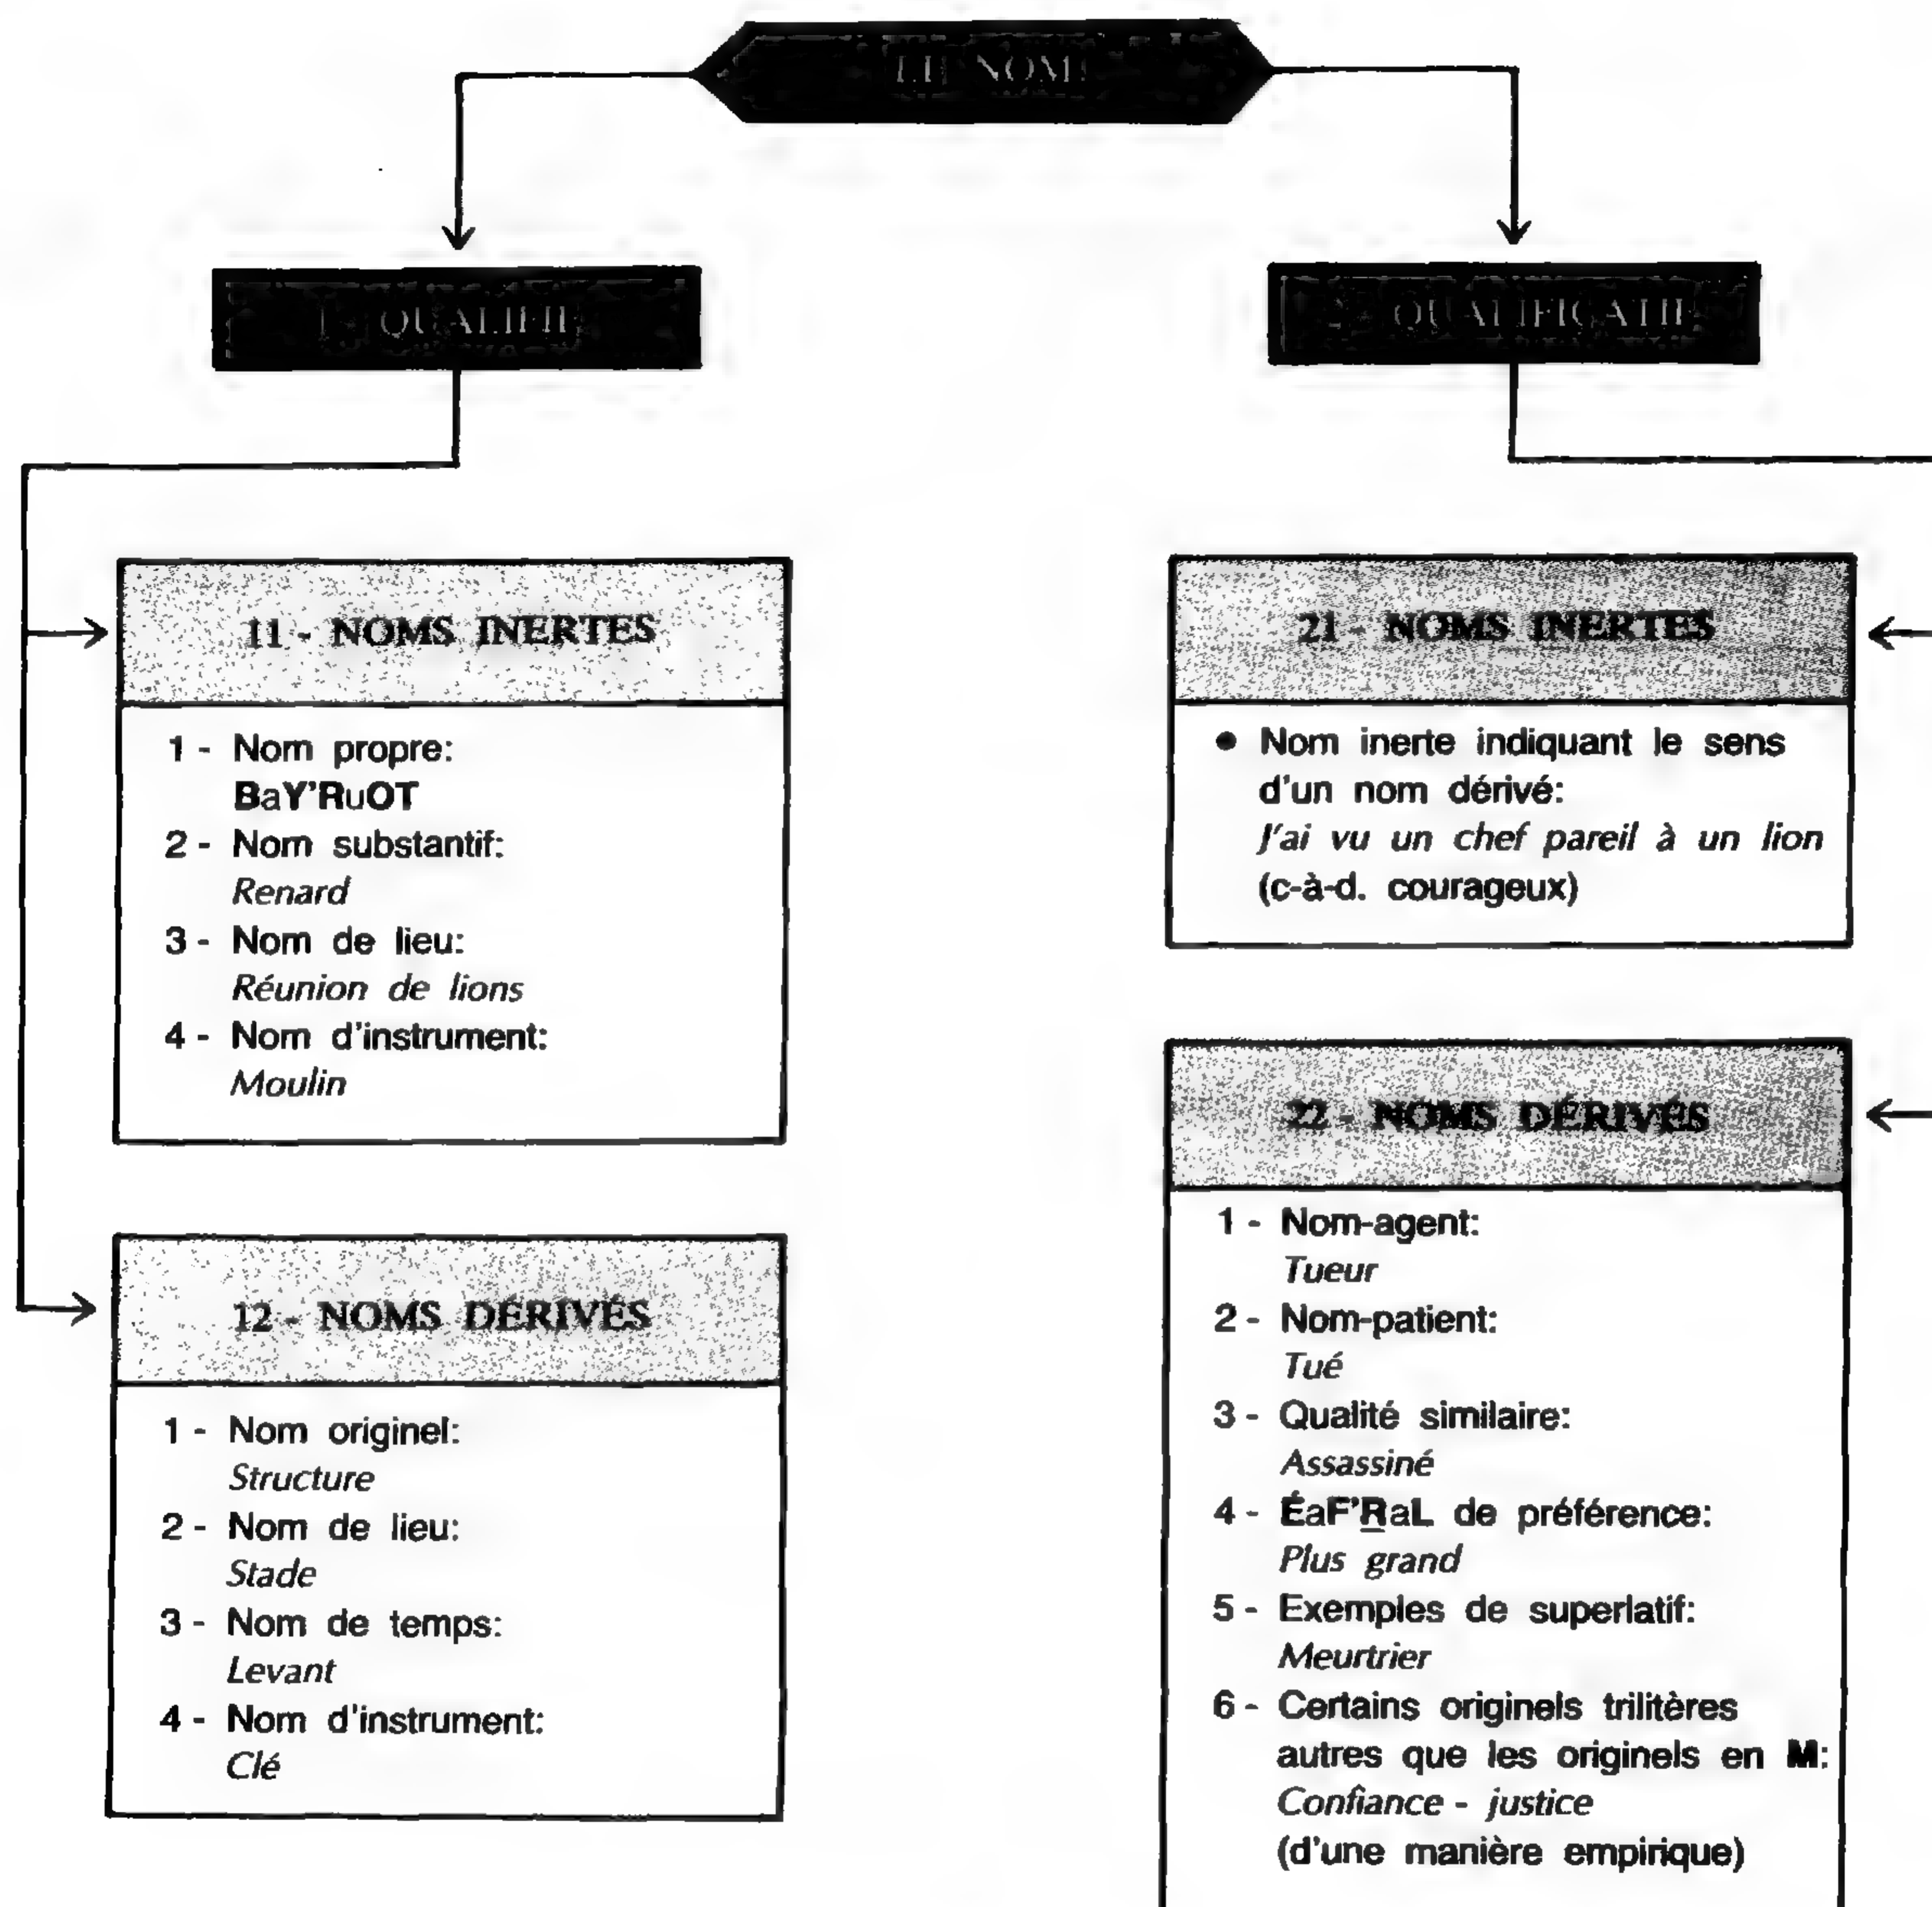 LE NOM
1 - QUALIFIÉ
2 - QUALIFICATIF
11 - NOMS INERTES
1 - Nom propre:
BaY'RuOT
2 - Nom substantif:
Renard
3 - Nom de lieu:
Réunion de lions
4 - Nom d'instrument:
Moulin
12 - NOMS DÉRIVÉS
1 - Nom originel:
Structure
2 - Nom de lieu:
Stade
3 - Nom de temps:
Levant
4 - Nom d'instrument:
Clé
21 - NOMS INERTES
● Nom inerte indiquant le sens
d'un nom dérivé:
J'ai vu un chef pareil à un lion
(c-à-d. courageux)
22 - NOMS DÉRIVÉS
1 - Nom-agent:
Tueur
2 - Nom-patient:
Tué
3 - Qualité similaire:
Assassiné
4 - ÉaF'RaL de préférence:
Plus grand
5 - Exemples de superlatif:
Meurtrier
6 - Certains originels trilitères
autres que les originels en M:
Confiance - justice
(d'une manière empirique)